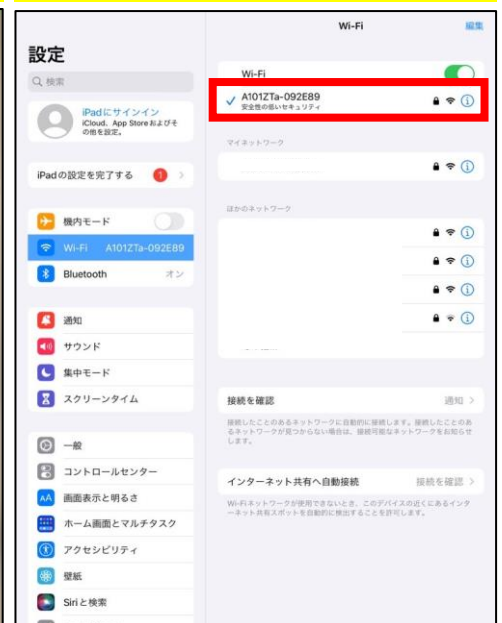 Wi-Fi
編集
設定
検索
iPadにサインイン
iCloud、App Storeおよびそ
の他を設定。
iPadの設定を完了する
1
機内モード
Wi-Fi
A101ZTa-092E89
Bluetooth
オン
通知
サウンド
集中モード
スクリーンタイム
一般
コントロールセンター
画面表示と明るさ
ホーム画面とマルチタスク
アクセシビリティ
壁紙
Siriと検索
Wi-Fi
A101ZTa-092E89
安全性の低いセキュリティ
マイネットワーク
ほかのネットワーク
接続を確認
通知
接続したことのあるネットワークに自動的に接続します。接続したことのあ
るネットワークが見つからない場合は、接続可能なネットワークをお知らせ
します。
インターネット共有へ自動接続
接続を確認
Wi-Fiネットワークが使用できないとき、このデバイスの近くにあるインタ
ーネット共有スポットを自動的に検出することを許可します。